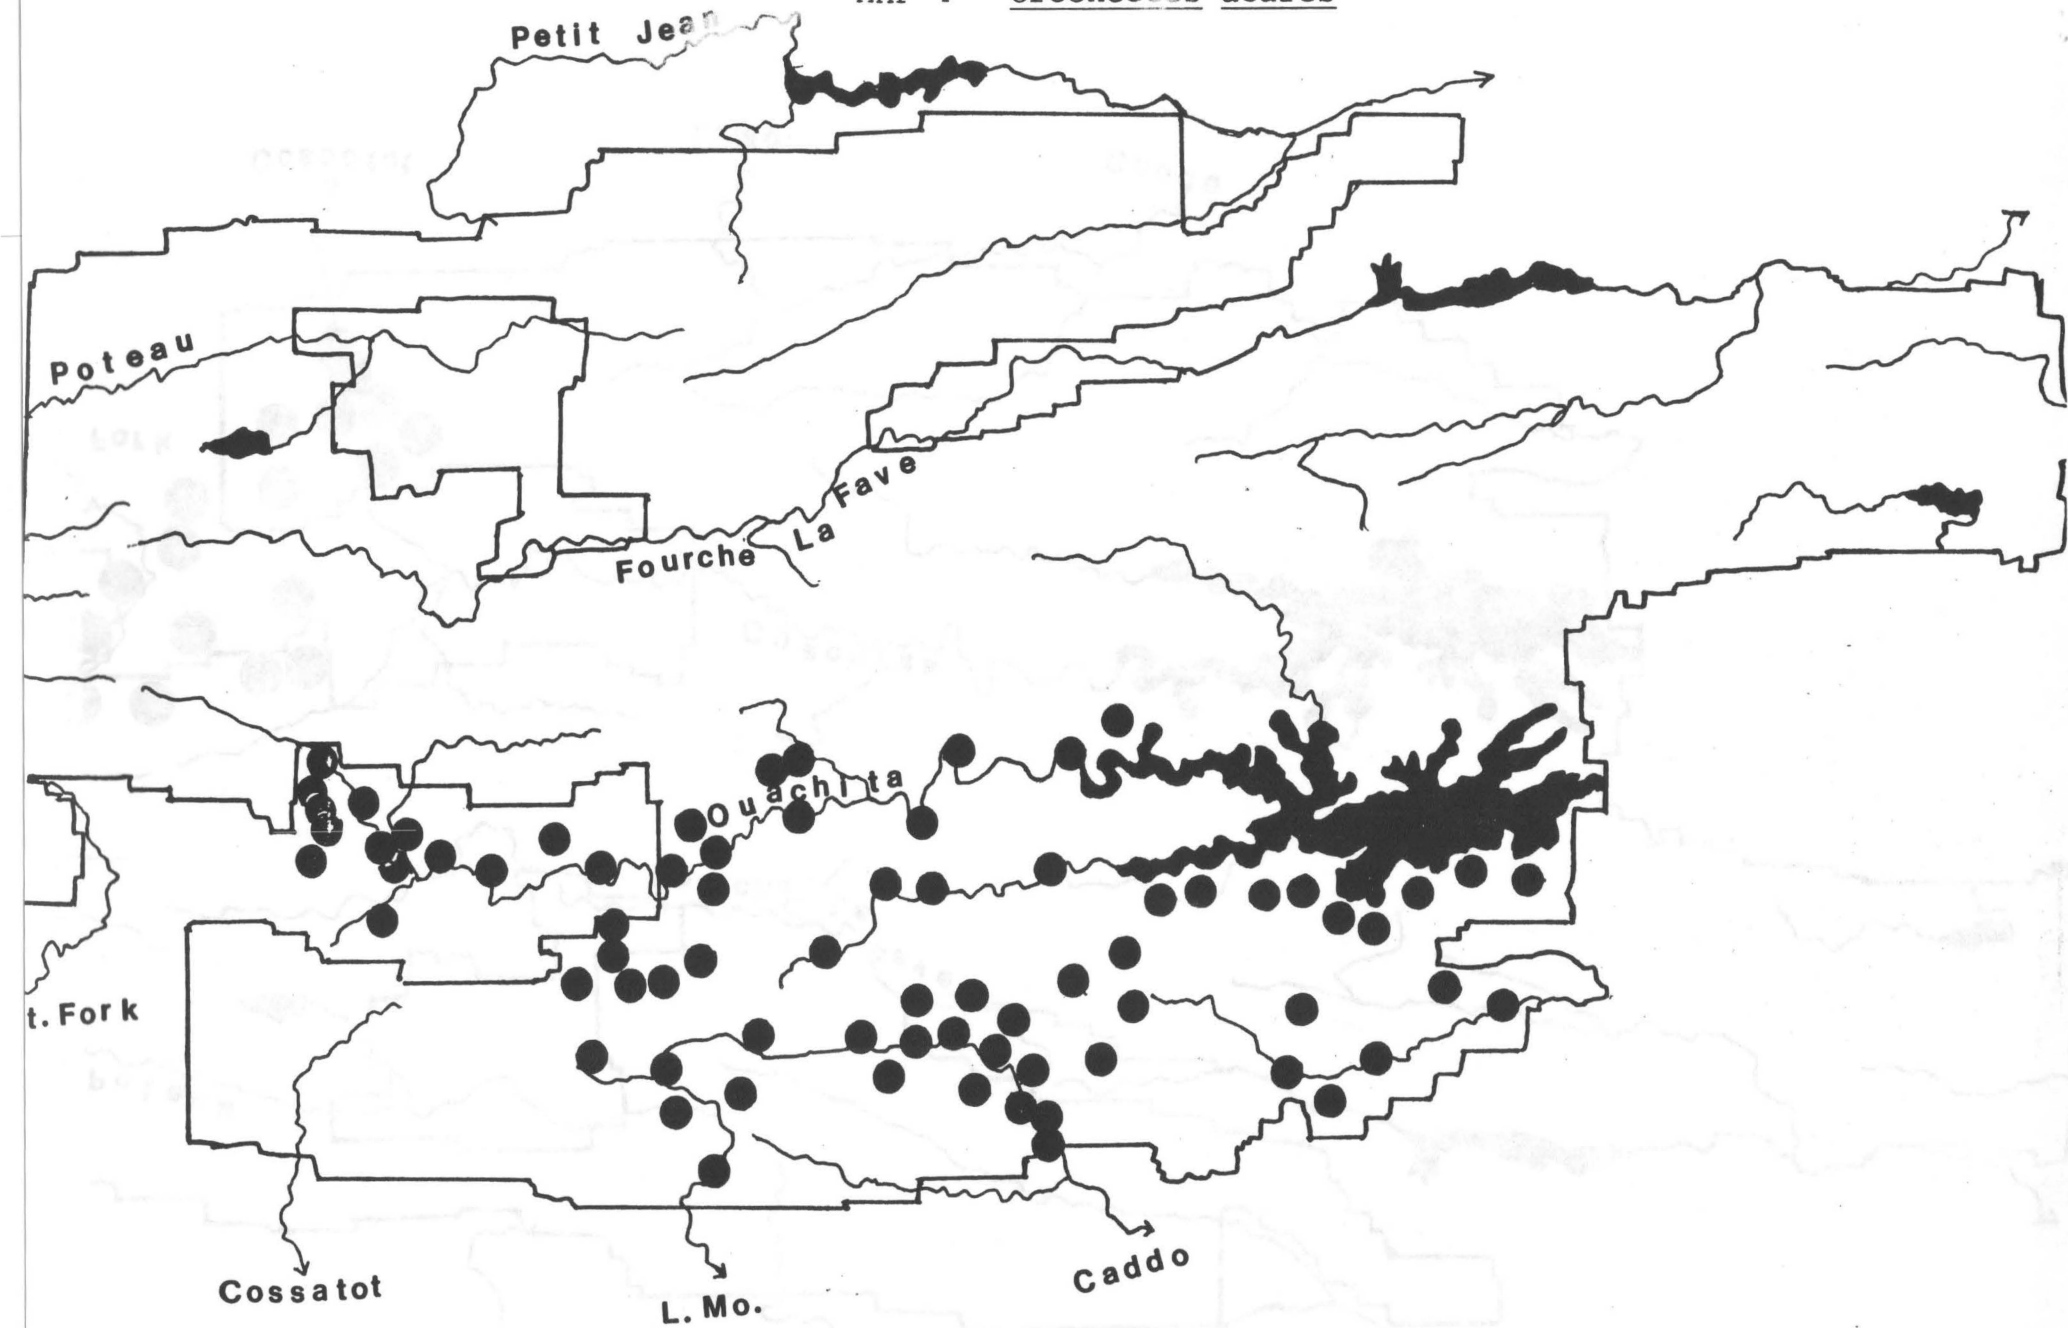 Petit Jean
Poteau
Fourche La Fave
Ouachita
t. Fork
Cossatot
L. Mo.
Caddo